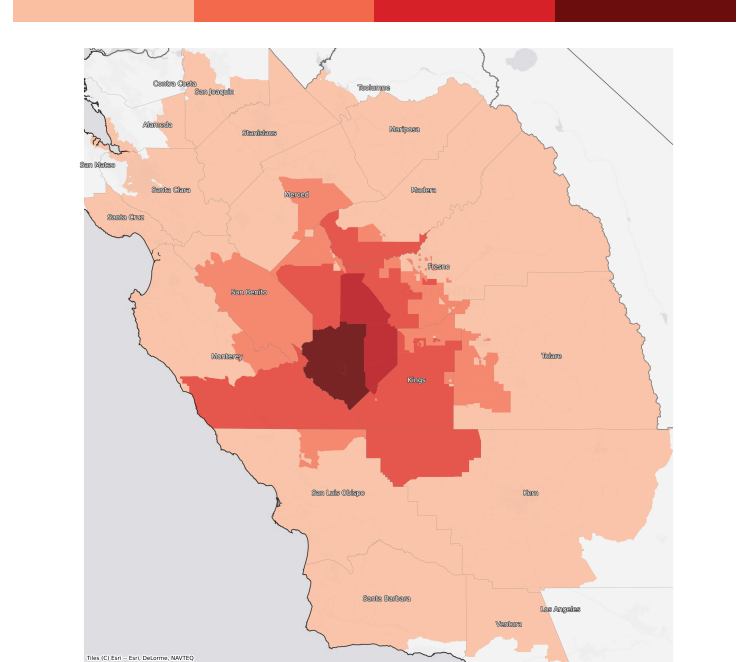 Contra Costa
San Joaquin
Tuolumne
Alameda
Stanislaus
Mariposa
San Mateo
Santa Clara
Merced
Madera
Santa Cruz
Fresno
San Benito
Monterey
Tulare
Kings
San Luis Obispo
Kern
Santa Barbara
Los Angeles
Ventura
Tiles (C) Esri -- Esri, DeLorme, NAVTEQ